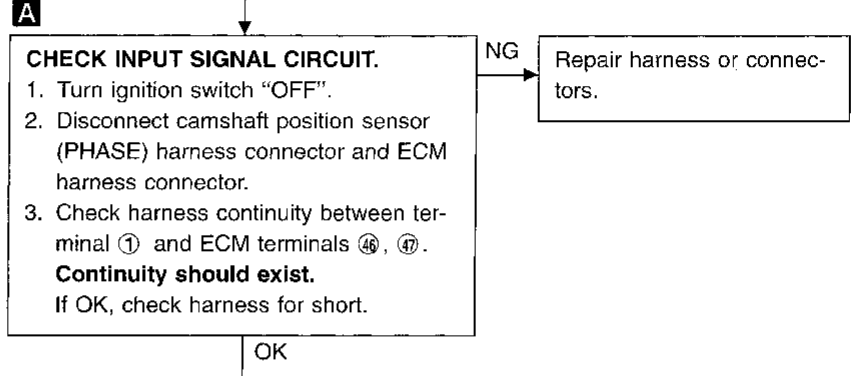 A
CHECK INPUT SIGNAL CIRCUIT.
1. Turn ignition switch “OFF”.
2. Disconnect camshaft position sensor
(PHASE) harness connector and ECM
harness connector.
3. Check harness continuity between ter-
minal ① and ECM terminals ㊻, ㊼.
Continuity should exist.
If OK, check harness for short.
NG
Repair harness or connec-
tors.
OK